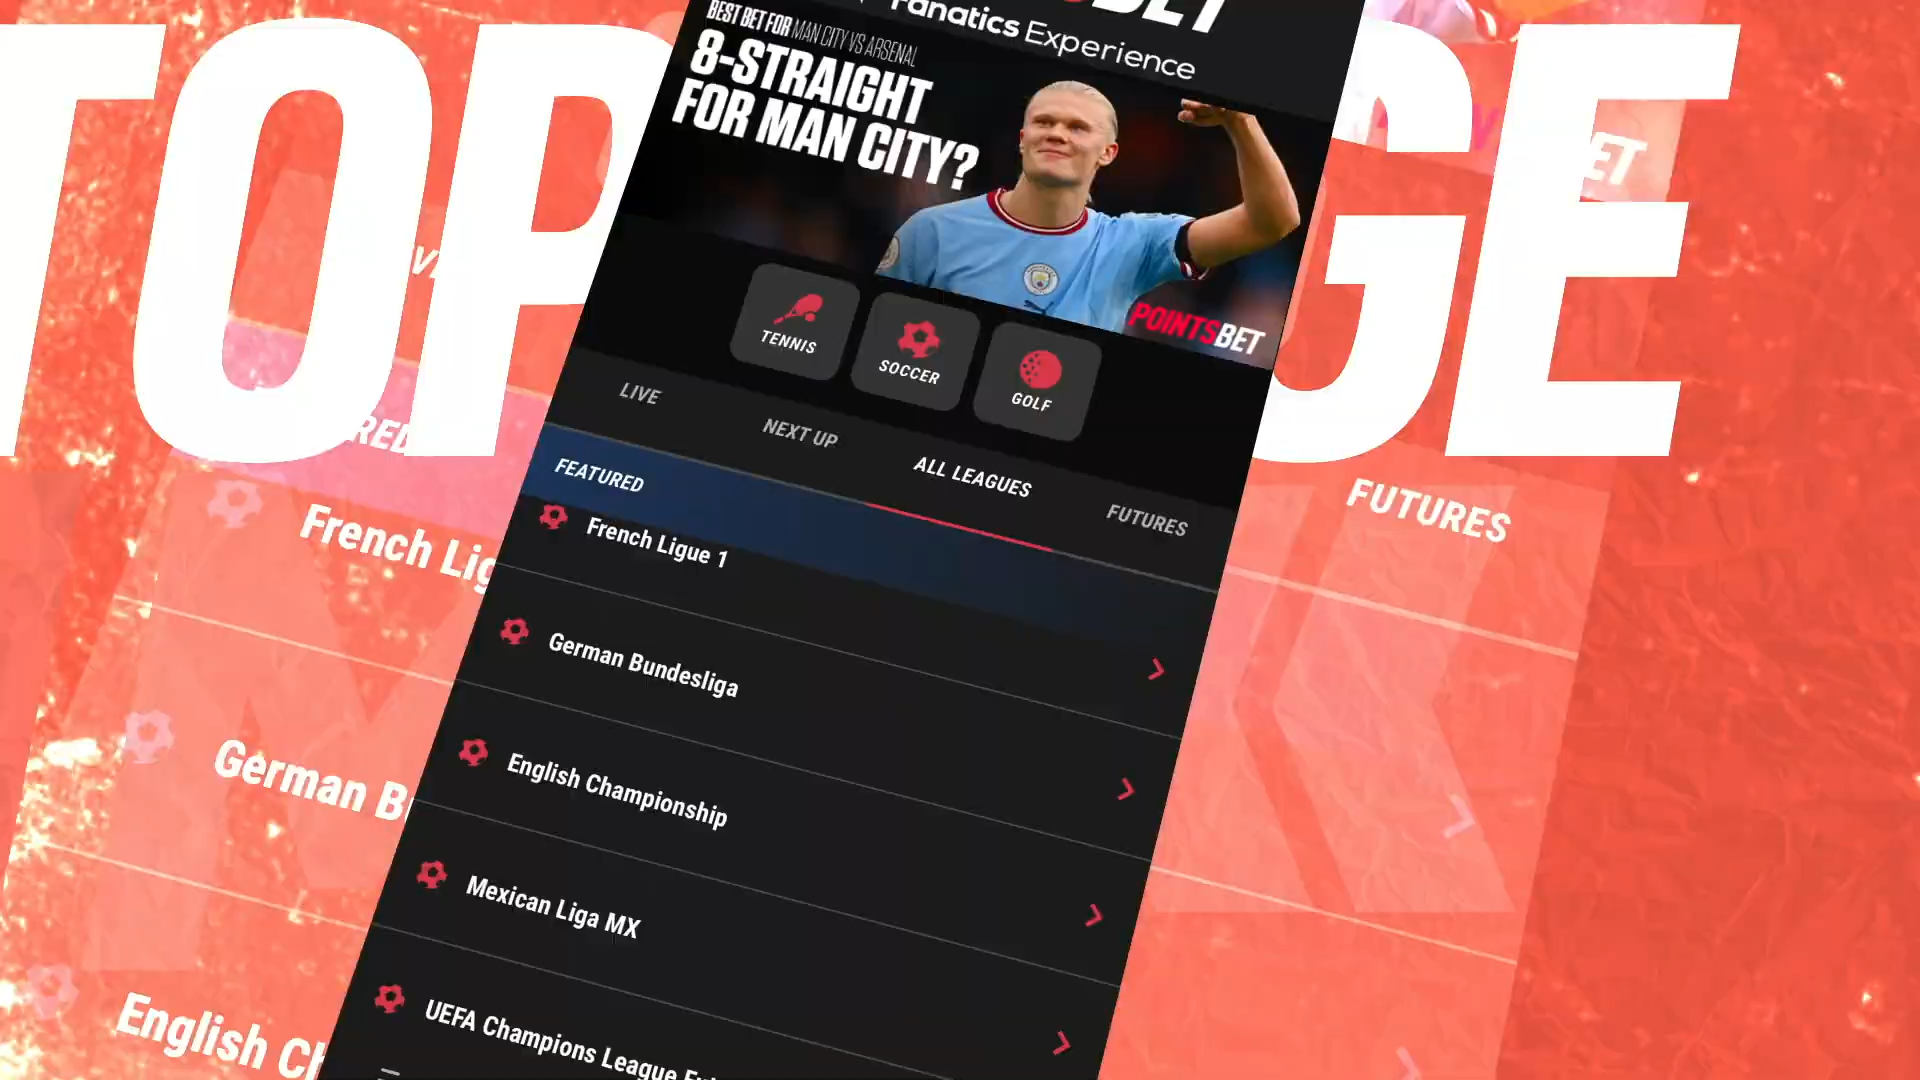 TOP
GE
Fanatics Experience
BEST BET FOR MAN CITY VS ARSENAL
8-STRAIGHT
FOR MAN CITY?
POINTSBET
TENNIS
SOCCER
GOLF
LIVE
NEXT UP
ALL LEAGUES
FUTURES
FEATURED
French Ligue 1
German Bundesliga
English Championship
Mexican Liga MX
UEFA Champions League
FUTURES
French Lig
German B
English Ch